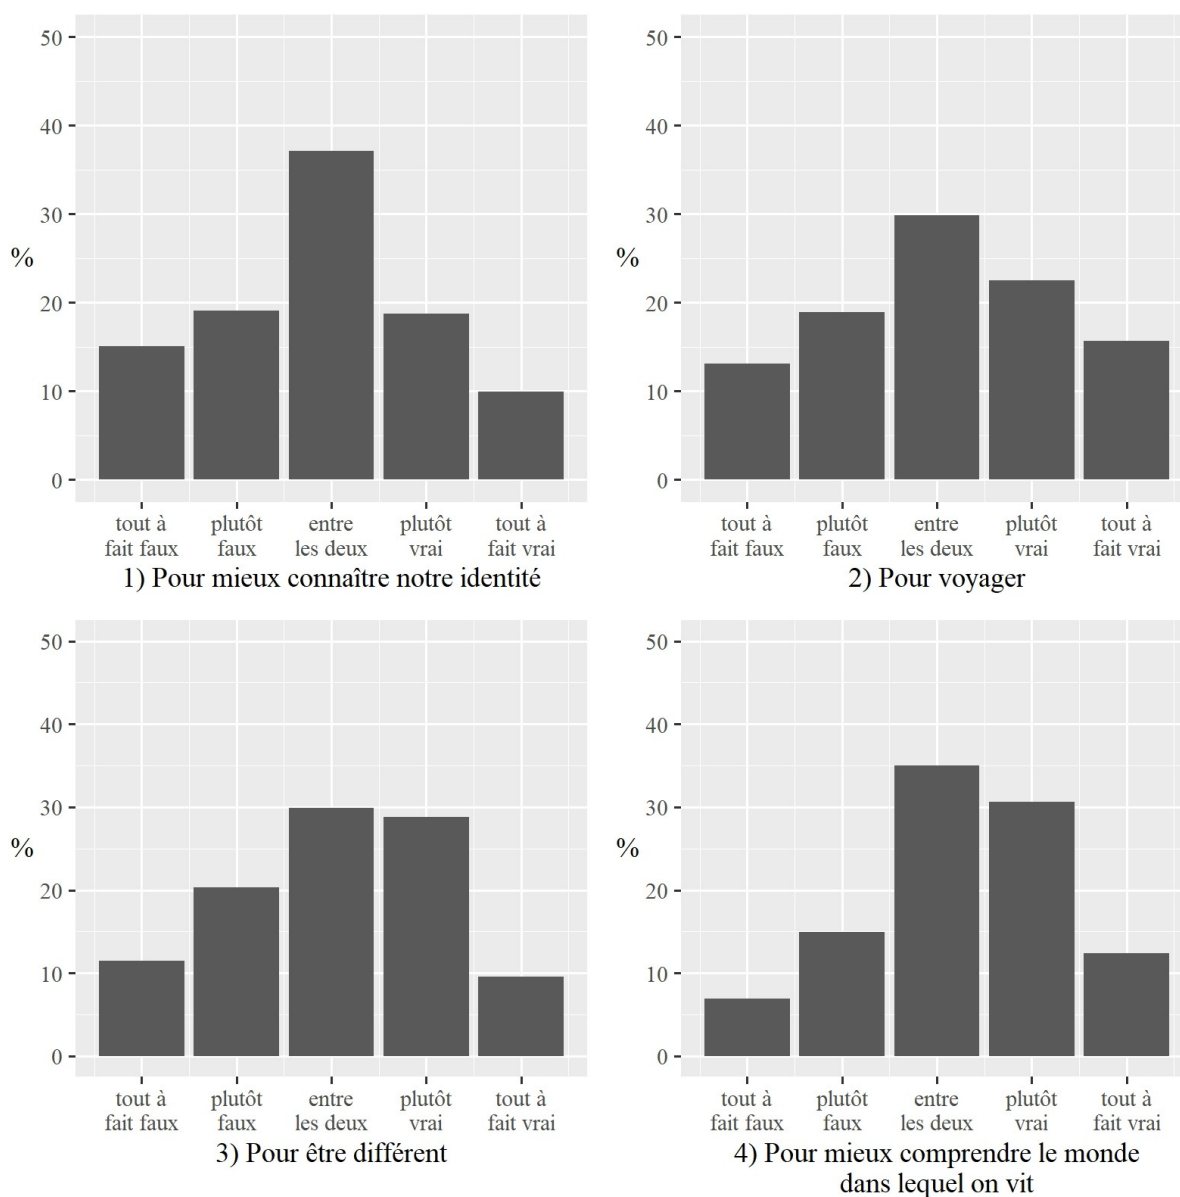 50
40
30
%
20
10
0
tout à fait faux
plutôt faux
entre les deux
plutôt vrai
tout à fait vrai
1) Pour mieux connaître notre identité
50
40
30
%
20
10
0
tout à fait faux
plutôt faux
entre les deux
plutôt vrai
tout à fait vrai
2) Pour voyager
50
40
30
%
20
10
0
tout à fait faux
plutôt faux
entre les deux
plutôt vrai
tout à fait vrai
3) Pour être différent
50
40
30
%
20
10
0
tout à fait faux
plutôt faux
entre les deux
plutôt vrai
tout à fait vrai
4) Pour mieux comprendre le monde
dans lequel on vit